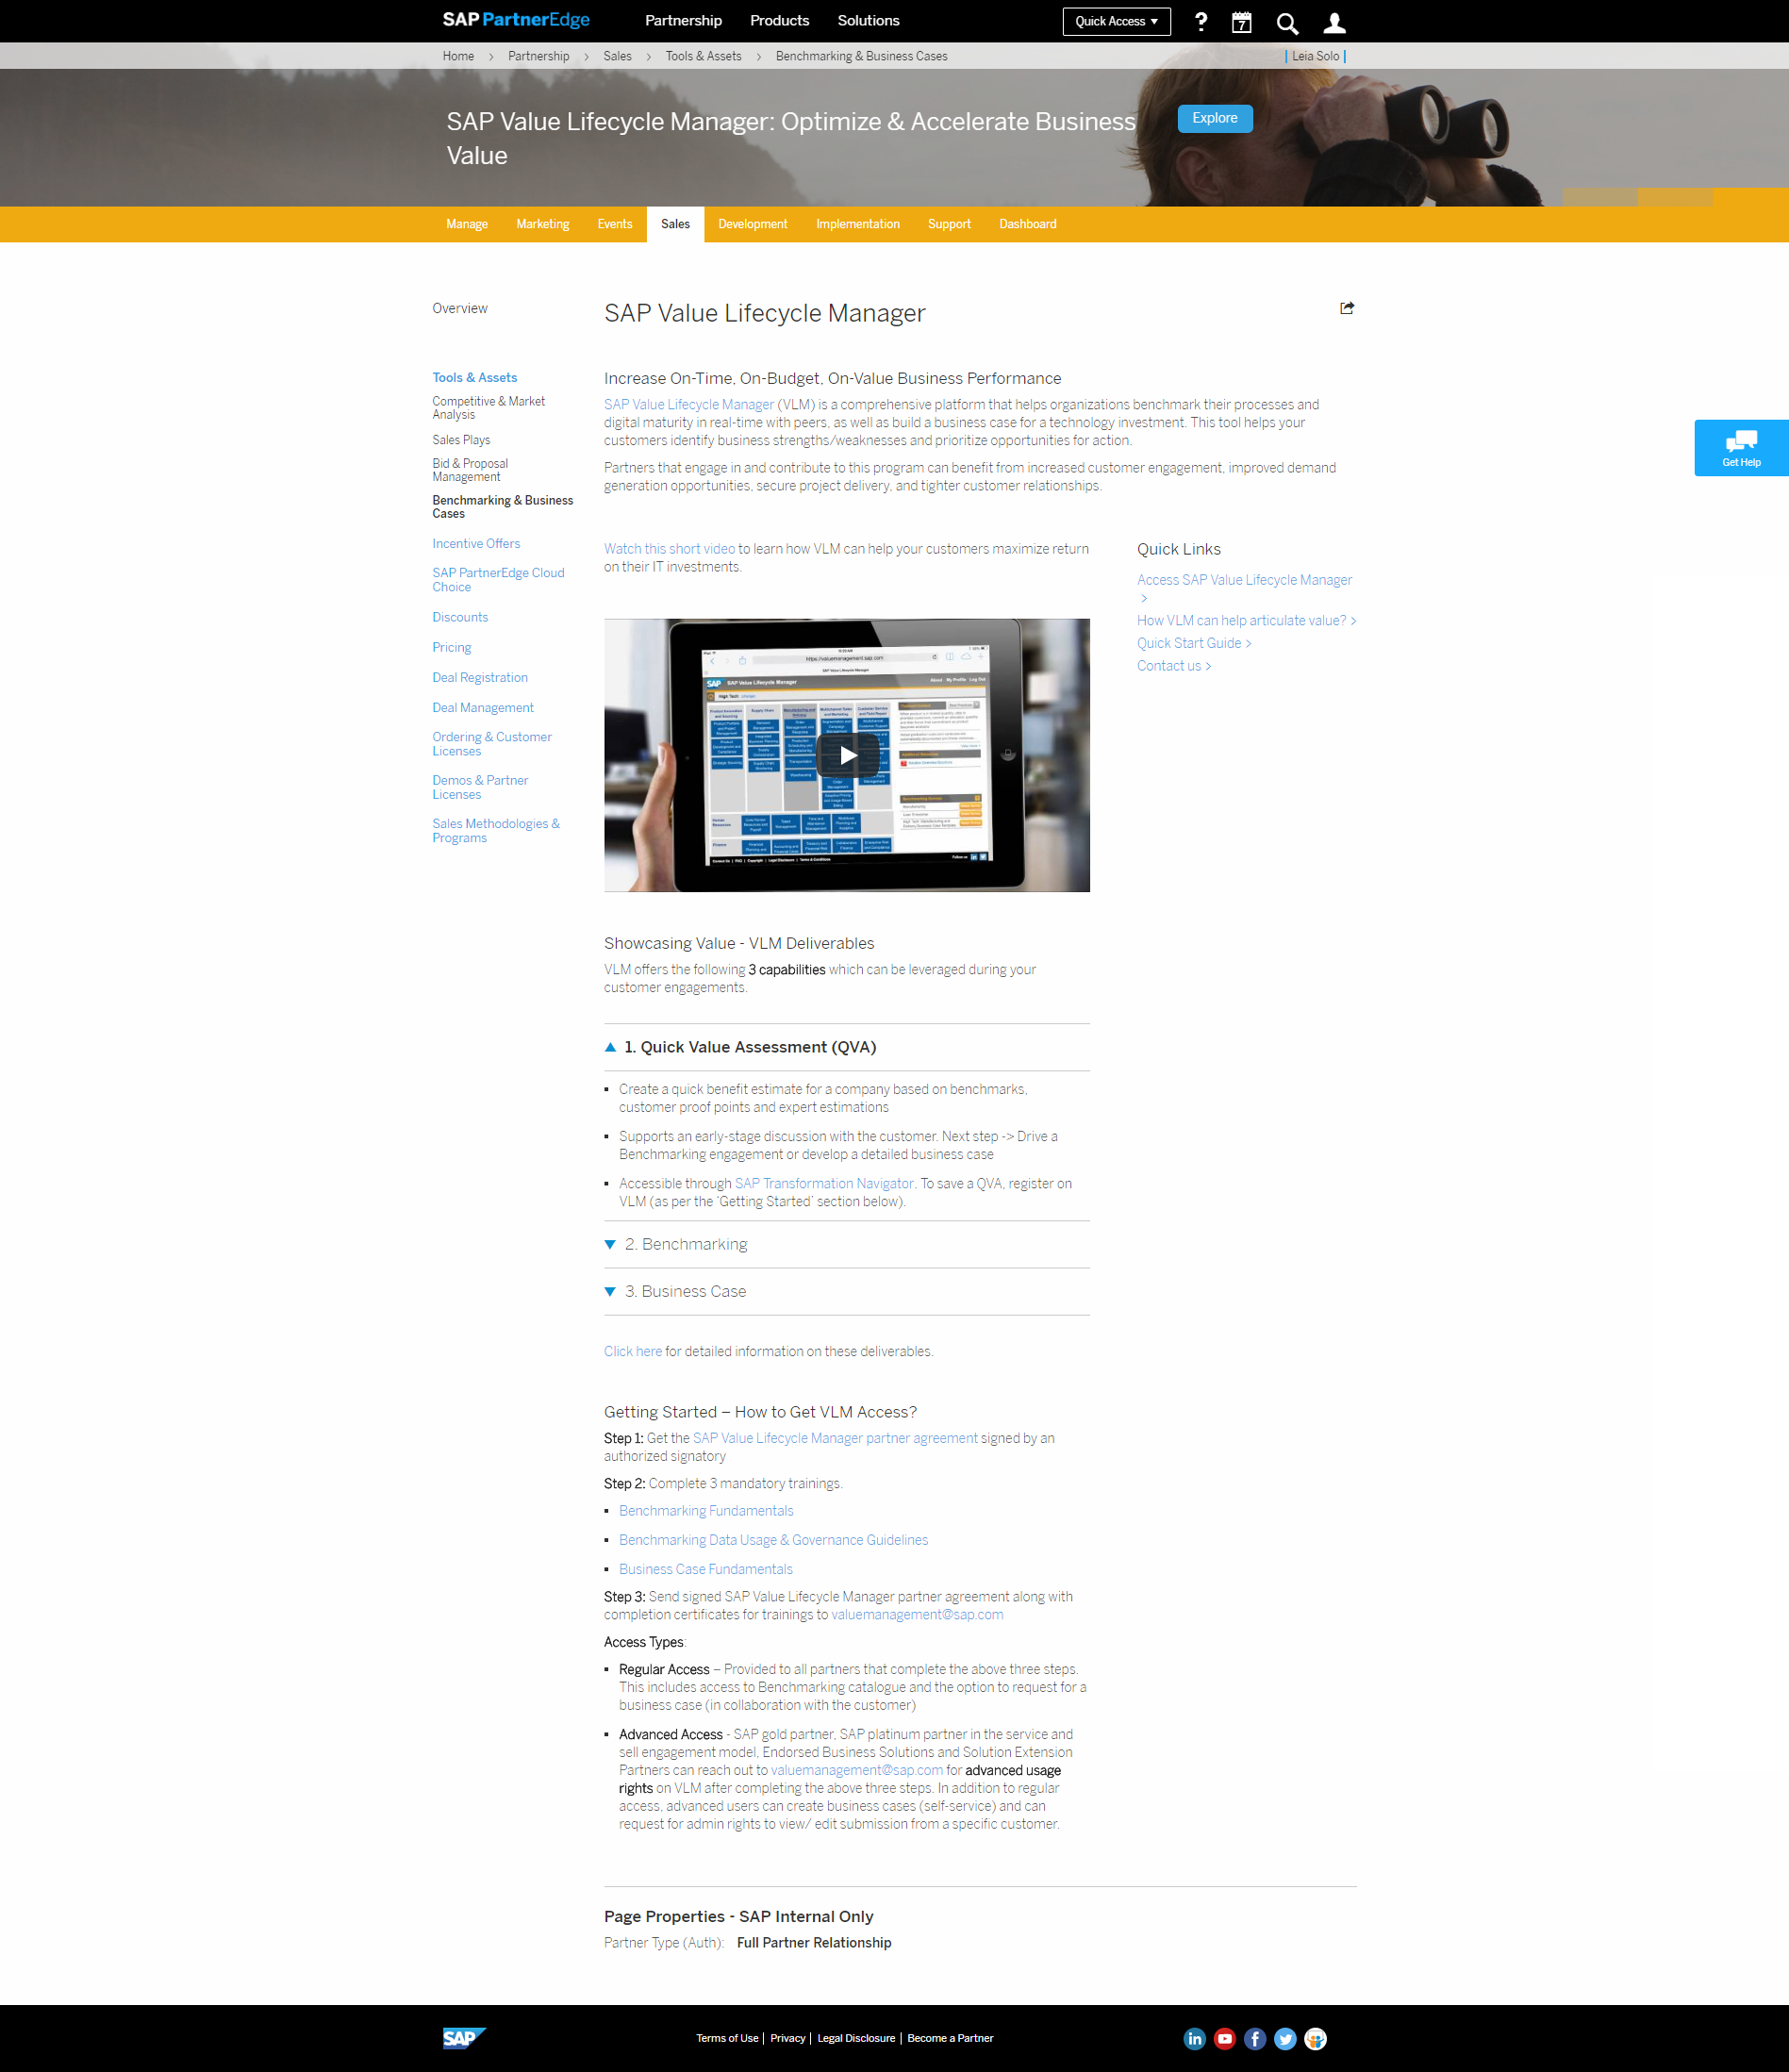 SAP PartnerEdge
Partnership
Products
Solutions
Quick Access
?
7
Home > Partnership > Sales > Tools & Assets > Benchmarking & Business Cases
Leia Solo
SAP Value Lifecycle Manager: Optimize & Accelerate Business
Value
Explore
Manage
Marketing
Events
Sales
Development
Implementation
Support
Dashboard
Overview
Tools & Assets
Competitive & Market
Analysis
Sales Plays
Bid & Proposal
Management
Benchmarking & Business
Cases
Incentive Offers
SAP PartnerEdge Cloud
Choice
Discounts
Pricing
Deal Registration
Deal Management
Ordering & Customer
Licenses
Demos & Partner
Licenses
Sales Methodologies &
Programs
SAP Value Lifecycle Manager
Increase On-Time, On-Budget, On-Value Business Performance
SAP Value Lifecycle Manager (VLM) is a comprehensive platform that helps organizations benchmark their processes and
digital maturity in real-time with peers, as well as build a business case for a technology investment. This tool helps your
customers identify business strengths/weaknesses and prioritize opportunities for action.
Partners that engage in and contribute to this program can benefit from increased customer engagement, improved demand
generation opportunities, secure project delivery, and tighter customer relationships.
Get Help
Watch this short video to learn how VLM can help your customers maximize return
on their IT investments.
https://valuemanagement.sap.com
SAP Value Lifecycle Manager
SAP SAP Value Lifecycle Manager
About My Profile Log Out
High Tech
Finance
Quick Links
Access SAP Value Lifecycle Manager
>
How VLM can help articulate value? >
Quick Start Guide >
Contact us >
Showcasing Value - VLM Deliverables
VLM offers the following 3 capabilities which can be leveraged during your
customer engagements.
1. Quick Value Assessment (QVA)
▪ Create a quick benefit estimate for a company based on benchmarks,
customer proof points and expert estimations
▪ Supports an early-stage discussion with the customer. Next step -> Drive a
Benchmarking engagement or develop a detailed business case
▪ Accessible through SAP Transformation Navigator. To save a QVA, register on
VLM (as per the ‘Getting Started’ section below).
2. Benchmarking
3. Business Case
Click here for detailed information on these deliverables.
Getting Started – How to Get VLM Access?
Step 1: Get the SAP Value Lifecycle Manager partner agreement signed by an
authorized signatory
Step 2: Complete 3 mandatory trainings.
▪ Benchmarking Fundamentals
▪ Benchmarking Data Usage & Governance Guidelines
▪ Business Case Fundamentals
Step 3: Send signed SAP Value Lifecycle Manager partner agreement along with
completion certificates for trainings to valuemanagement@sap.com
Access Types:
▪ Regular Access – Provided to all partners that complete the above three steps.
This includes access to Benchmarking catalogue and the option to request for a
business case (in collaboration with the customer)
▪ Advanced Access - SAP gold partner, SAP platinum partner in the service and
sell engagement model, Endorsed Business Solutions and Solution Extension
Partners can reach out to valuemanagement@sap.com for advanced usage
rights on VLM after completing the above three steps. In addition to regular
access, advanced users can create business cases (self-service) and can
request for admin rights to view/ edit submission from a specific customer.
Page Properties - SAP Internal Only
Partner Type (Auth): Full Partner Relationship
SAP
Terms of Use | Privacy | Legal Disclosure | Become a Partner
in
f